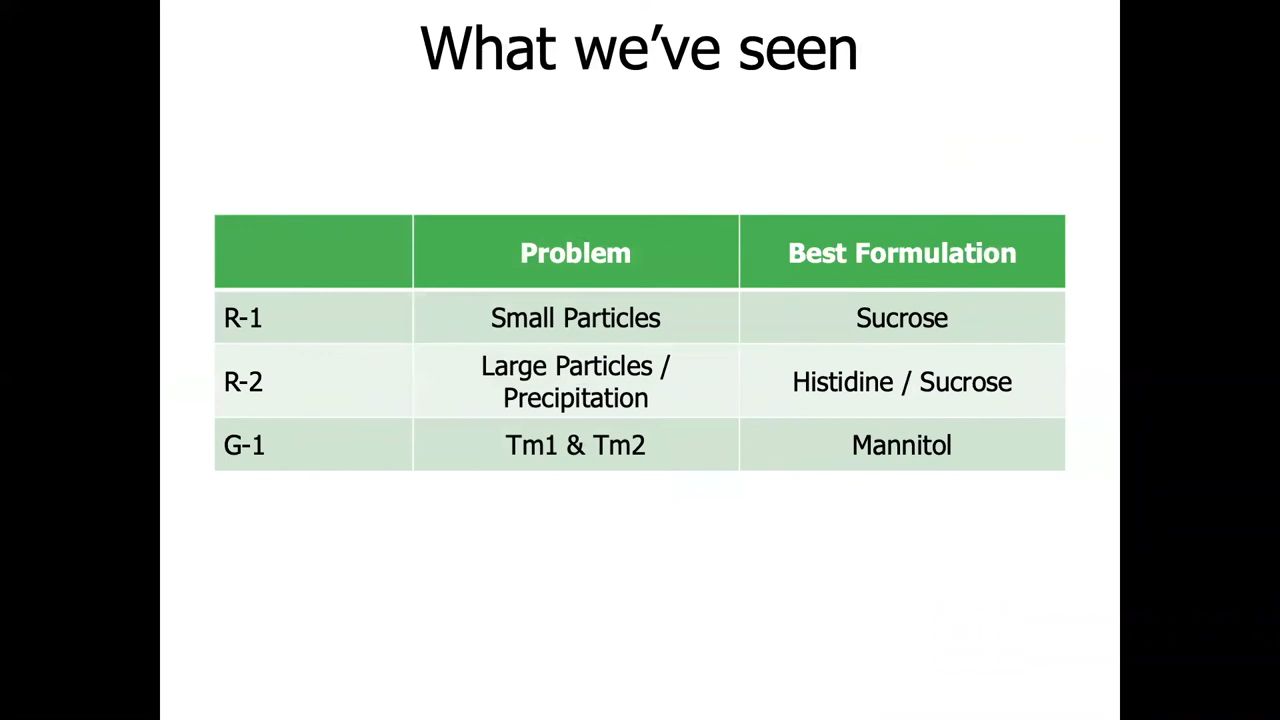 What we’ve seen
Problem Best Formulation
R-1 Small Particles Sucrose
R-2 Large Particles / Precipitation Histidine / Sucrose
G-1 Tm1 & Tm2 Mannitol